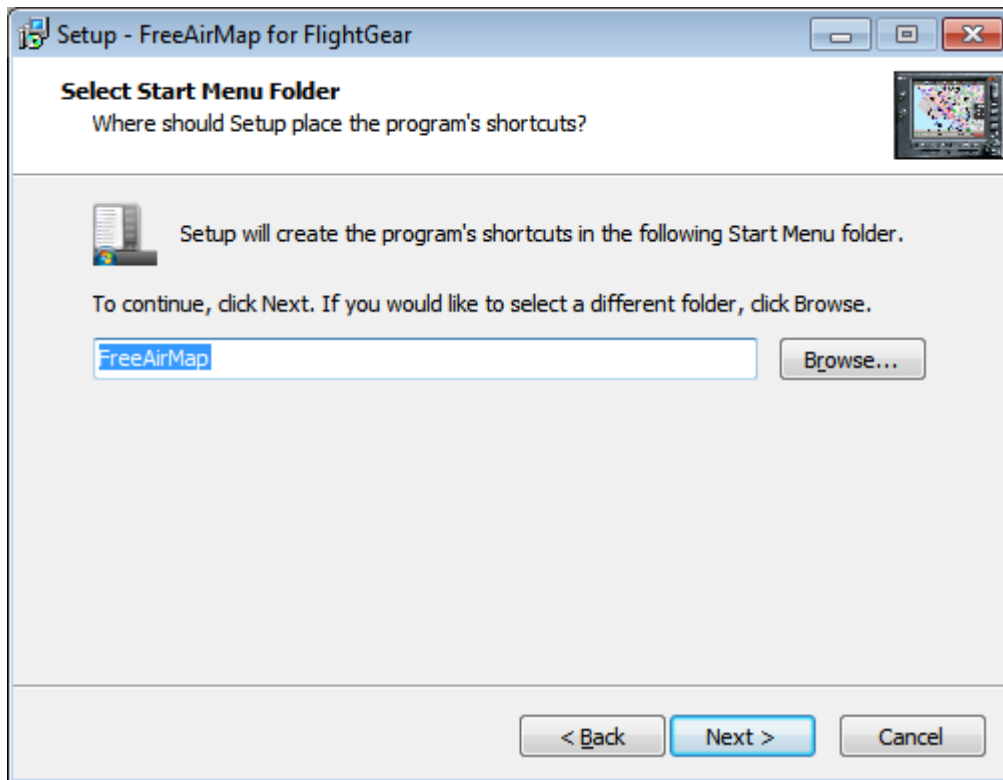 Setup - FreeAirMap for FlightGear
Select Start Menu Folder
Where should Setup place the program's shortcuts?
Setup will create the program's shortcuts in the following Start Menu folder.
To continue, click Next. If you would like to select a different folder, click Browse.
FreeAirMap
Browse...
< Back
Next >
Cancel